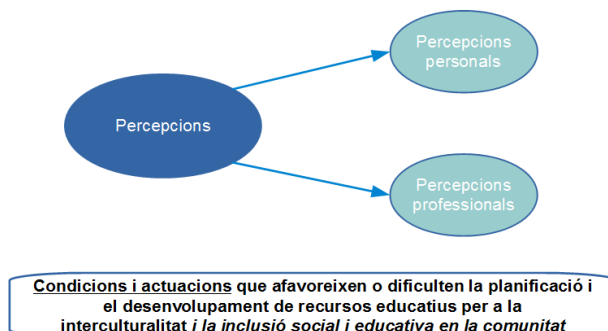 Percepcions
personals
Percepcions
Percepcions
professionals
Condicions i actuacions que afavoreixen o dificulten la planificació i
el desenvolupament de recursos educatius per a la
interculturalitat i la inclusió social i educativa en la comunitat